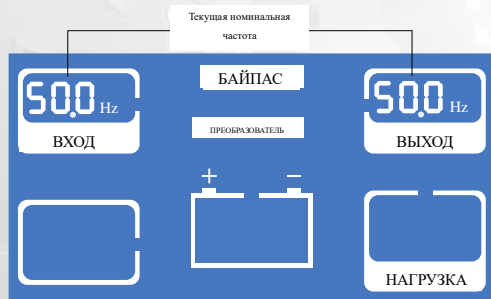 Текущая номинальная
частота
50.0 Hz
БАЙПАС
50.0 Hz
ВХОД
ПРЕОБРАЗОВАТЕЛЬ
ВЫХОД
+ −
НАГРУЗКА